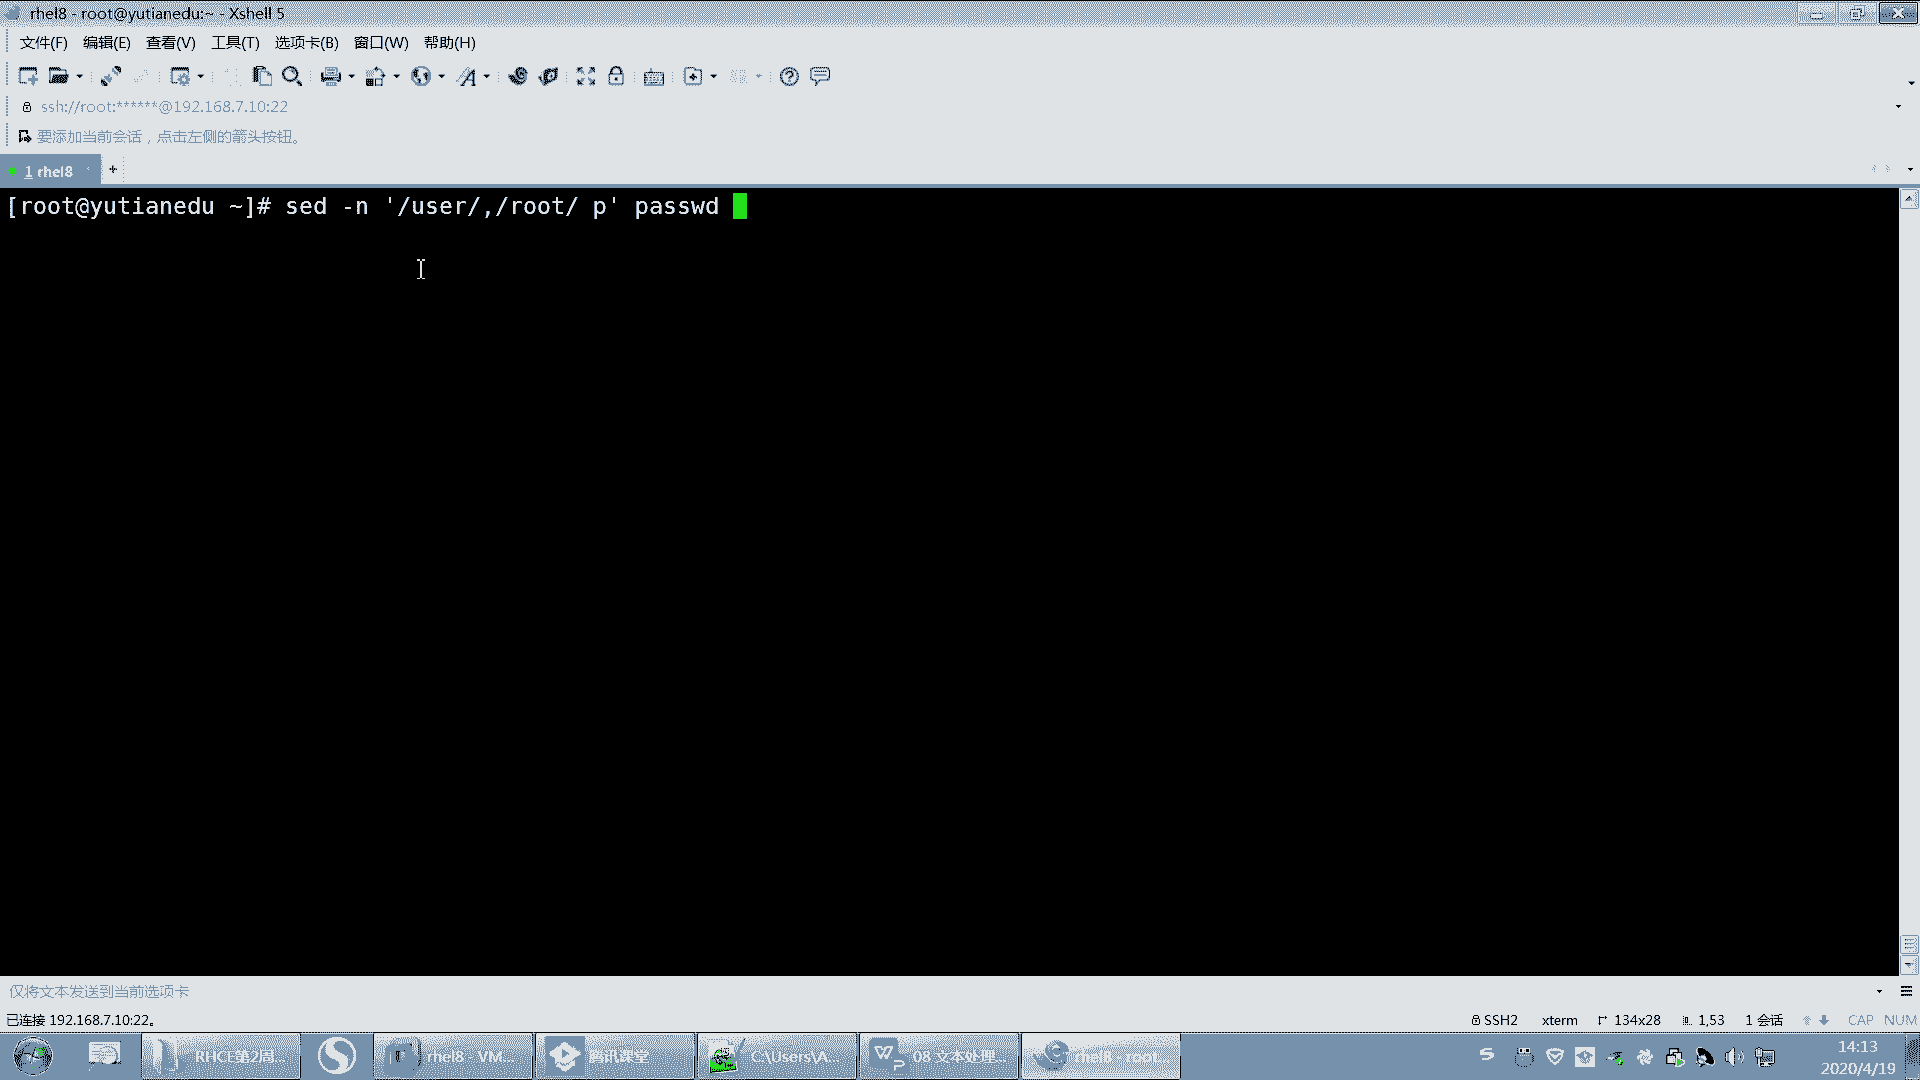 rhel8 - root@yutianedu:~ - Xshell 5
文件(F) 编辑(E) 查看(V) 工具(T) 选项卡(B) 窗口(W) 帮助(H)
ssh://root:******@192.168.7.10:22
要添加当前会话，点击左侧的箭头按钮。
1 rhel8 +
[root@yutianedu ~]# sed -n '/user/,/root/ p' passwd
仅将文本发送到当前选项卡
已连接 192.168.7.10:22。 SSH2 xterm 134x28 1,53 1 会话 CAP NUM
RHCE第2周... rhel8 - VM... 腾讯课堂 C:\Users\A... 08 文本处理... rhel8 - root...
14:13
2020/4/19